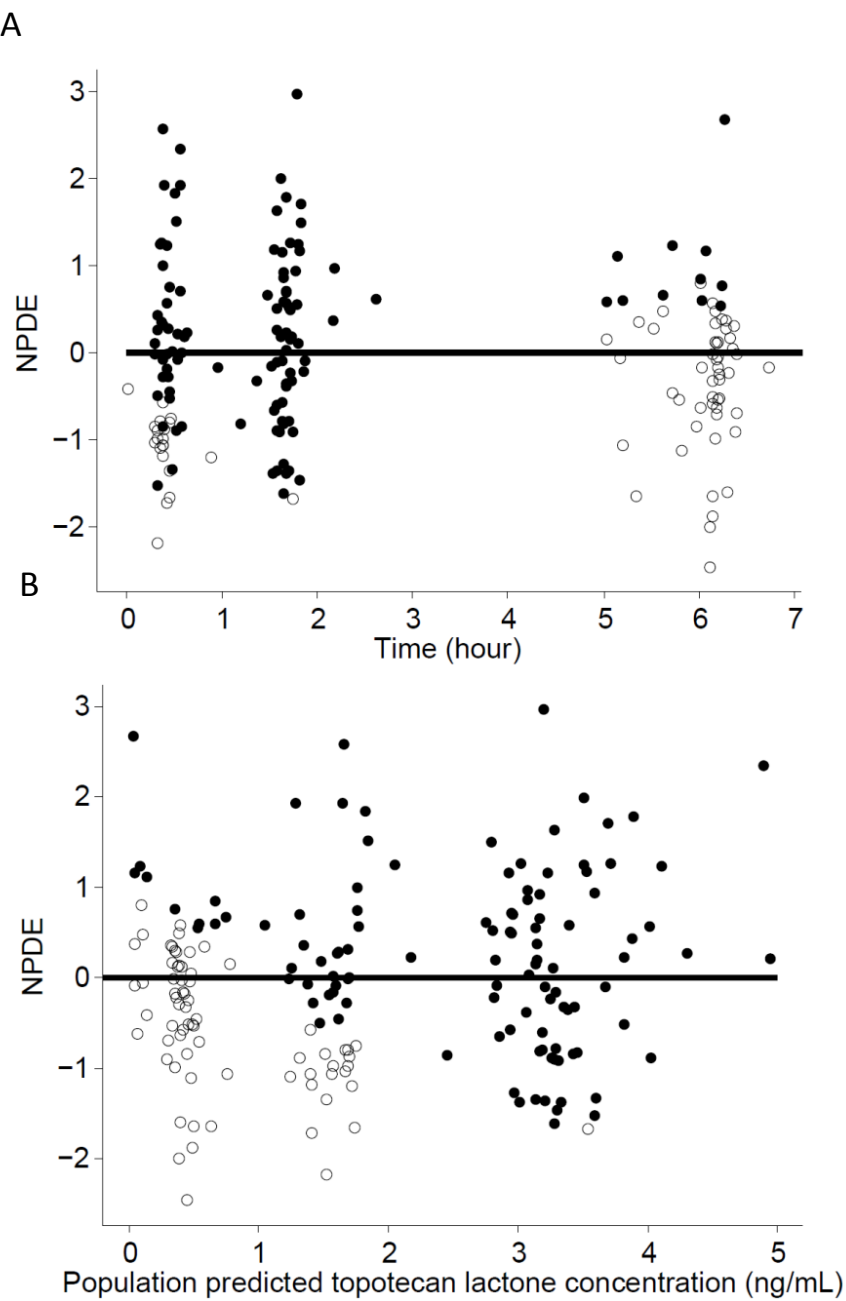 A
3
2
1
0
−1
−2
NPDE
0 1 2 3 4 5 6 7
Time (hour)
B
3
2
1
0
−1
−2
NPDE
0 1 2 3 4 5
Population predicted topotecan lactone concentration (ng/mL)